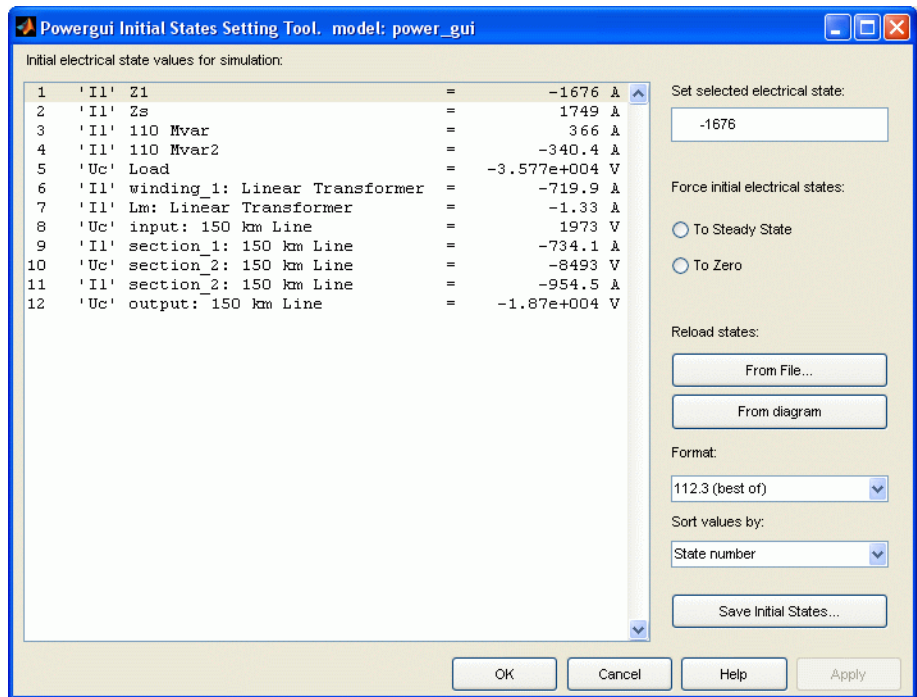 Powergui Initial States Setting Tool. model: power_gui
Initial electrical state values for simulation:
1 'Il' Z1 = -1676 A
2 'Il' Zs = 1749 A
3 'Il' 110 Mvar = 366 A
4 'Il' 110 Mvar2 = -340.4 A
5 'Uc' Load = -3.577e+004 V
6 'Il' winding_1: Linear Transformer = -719.9 A
7 'Il' Lm: Linear Transformer = -1.33 A
8 'Uc' input: 150 km Line = 1973 V
9 'Il' section_1: 150 km Line = -734.1 A
10 'Uc' section_2: 150 km Line = -8493 V
11 'Il' section_2: 150 km Line = -954.5 A
12 'Uc' output: 150 km Line = -1.87e+004 V
Set selected electrical state:
-1676
Force initial electrical states:
To Steady State
To Zero
Reload states:
From File...
From diagram
Format:
112.3 (best of)
Sort values by:
State number
Save Initial States...
OK Cancel Help Apply